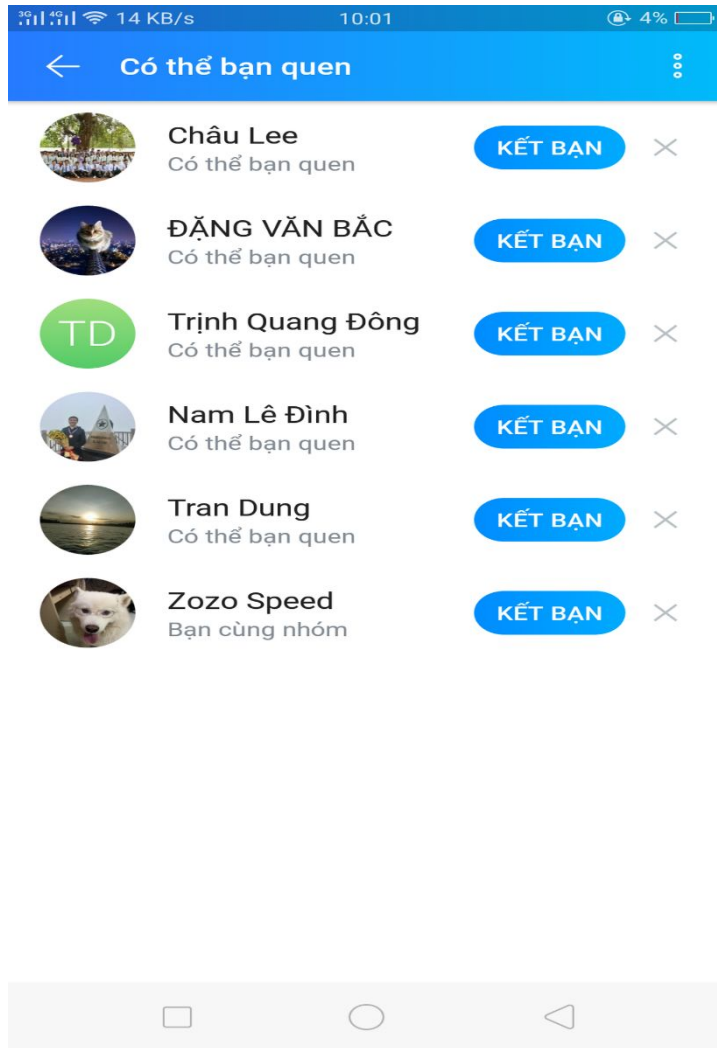 3G 4G 14 KB/s 10:01 4%
Có thể bạn quen
Châu Lee
Có thể bạn quen
KẾT BẠN
ĐẶNG VĂN BẮC
Có thể bạn quen
KẾT BẠN
TD
Trịnh Quang Đông
Có thể bạn quen
KẾT BẠN
Nam Lê Đình
Có thể bạn quen
KẾT BẠN
Tran Dung
Có thể bạn quen
KẾT BẠN
Zozo Speed
Bạn cùng nhóm
KẾT BẠN